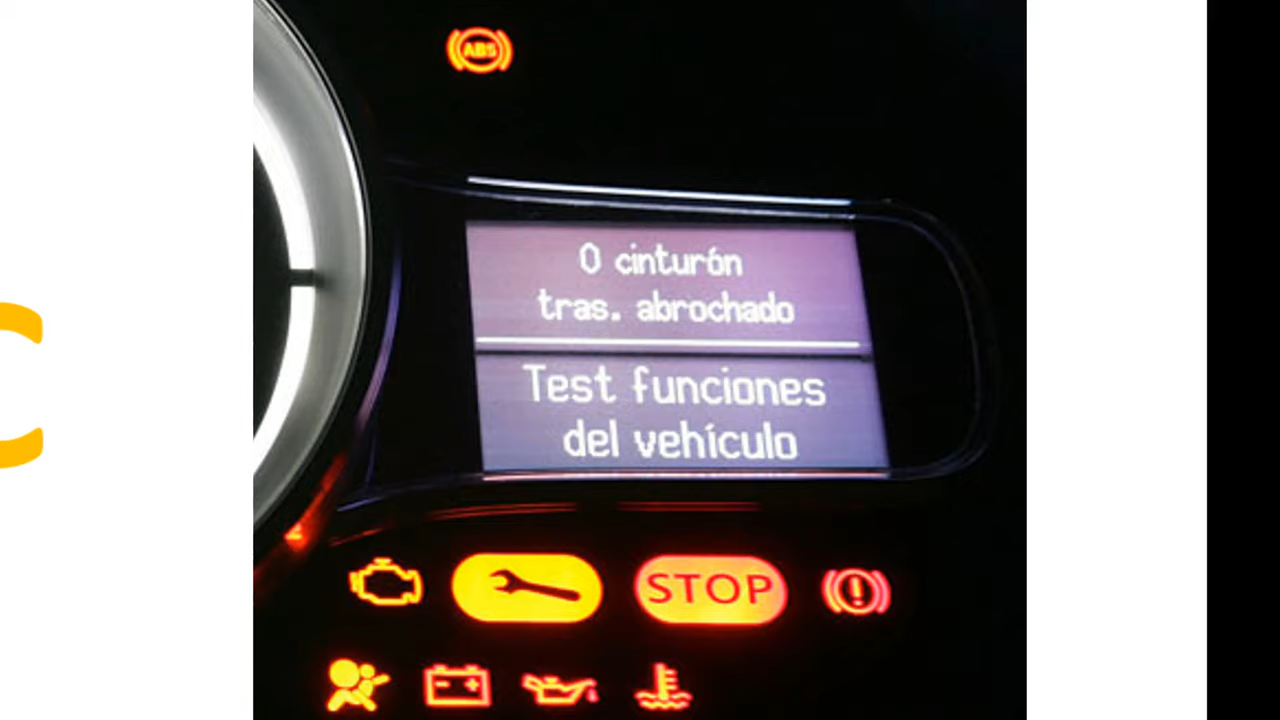 ABS
0 cinturón
tras. abrochado
Test funciones
del vehículo
STOP